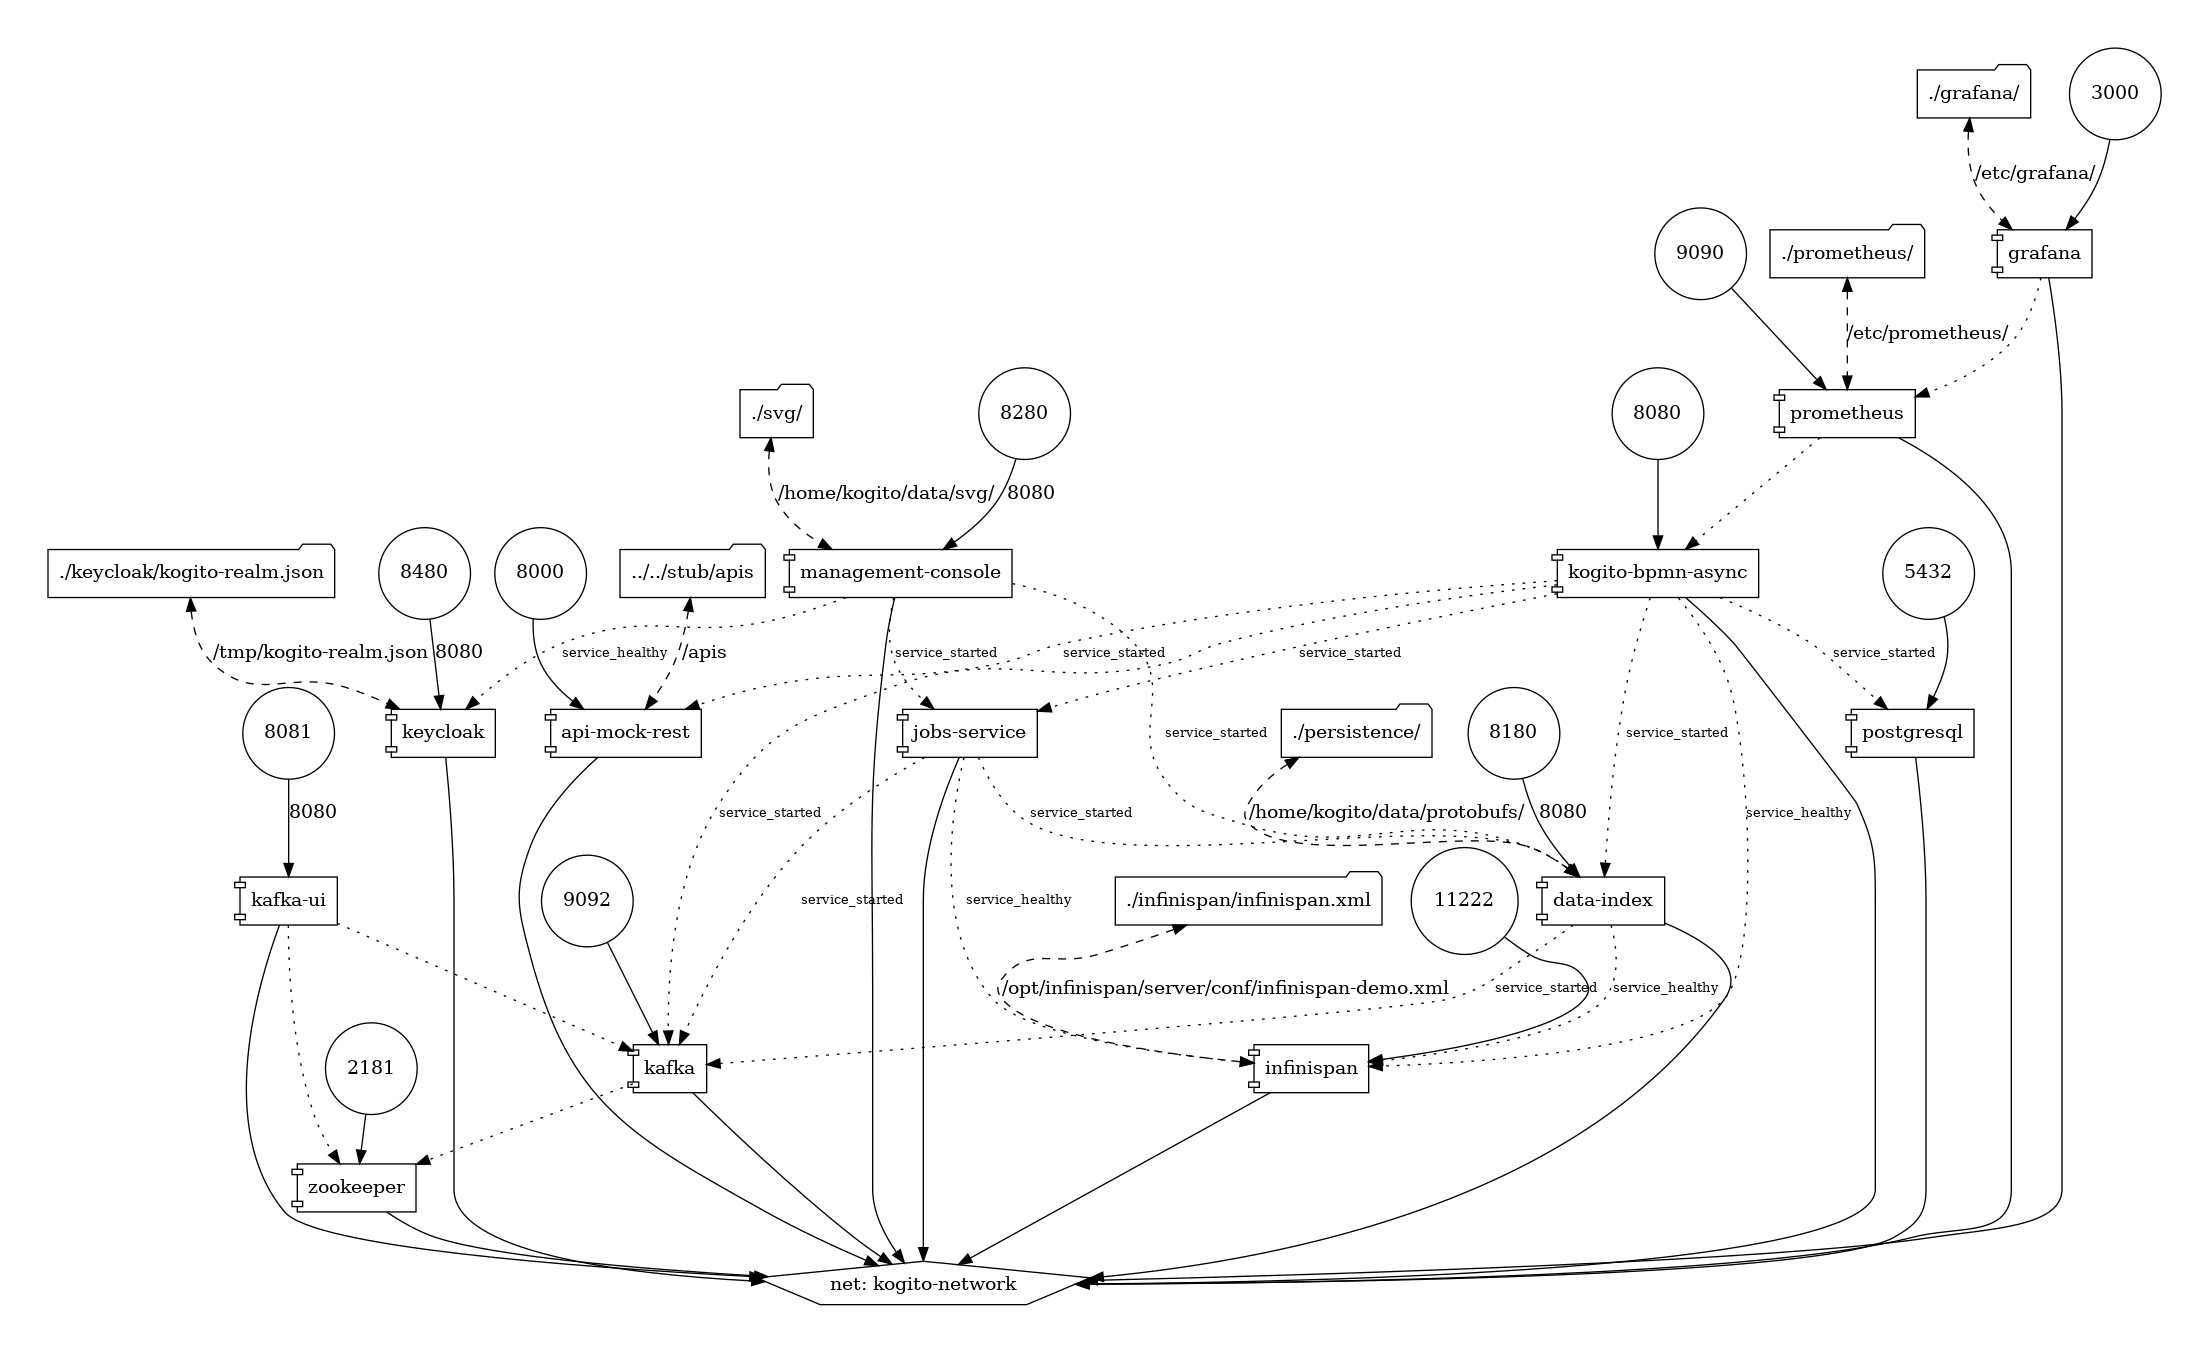 ./grafana/
3000
/etc/grafana/
9090
./prometheus/
grafana
/etc/prometheus/
./svg/
8280
8080
prometheus
/home/kogito/data/svg/
8080
./keycloak/kogito-realm.json
8480
8000
../../stub/apis
management-console
kogito-bpmn-async
5432
/tmp/kogito-realm.json
8080
service_healthy
/apis
service_started
service_started
service_started
service_started
8081
keycloak
api-mock-rest
jobs-service
service_started
./persistence/
8180
service_started
postgresql
8080
service_started
service_started
/home/kogito/data/protobufs/
8080
service_healthy
kafka-ui
9092
service_started
service_healthy
./infinispan/infinispan.xml
11222
data-index
/opt/infinispan/server/conf/infinispan-demo.xml
service_started
service_healthy
2181
kafka
infinispan
zookeeper
net: kogito-network